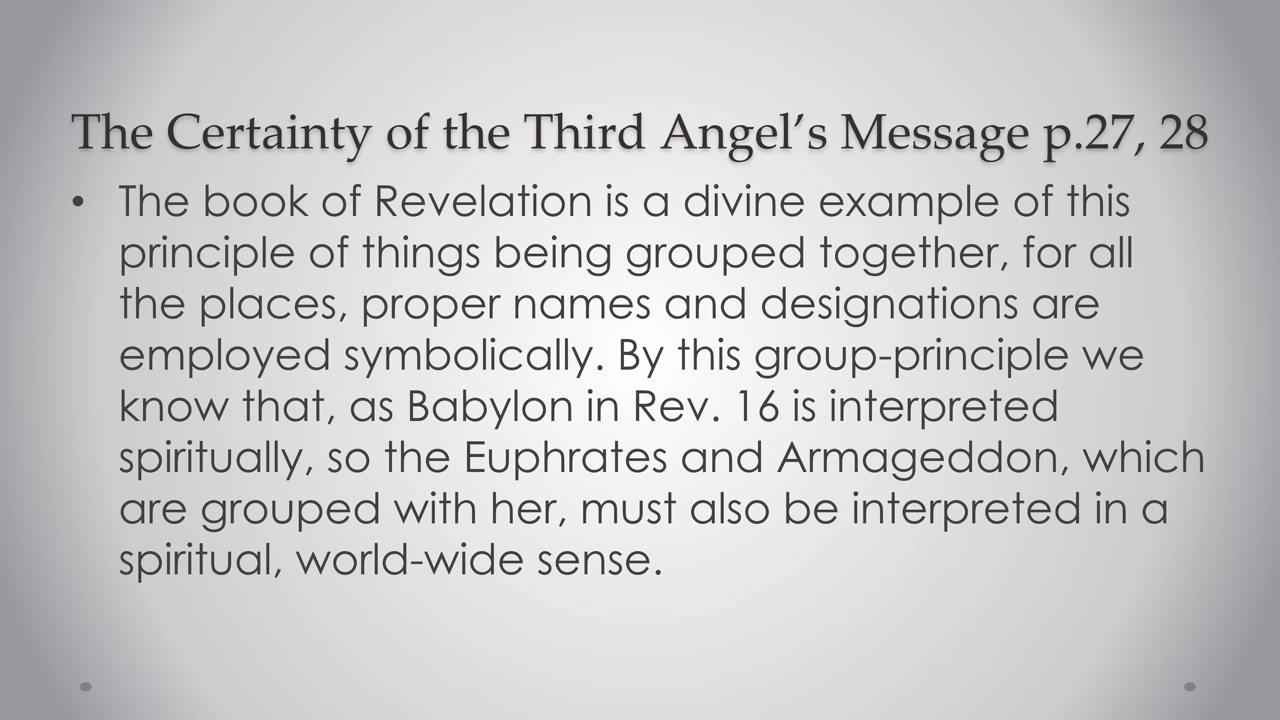 The Certainty of the Third Angel’s Message p.27, 28
• The book of Revelation is a divine example of this
principle of things being grouped together, for all
the places, proper names and designations are
employed symbolically. By this group-principle we
know that, as Babylon in Rev. 16 is interpreted
spiritually, so the Euphrates and Armageddon, which
are grouped with her, must also be interpreted in a
spiritual, world-wide sense.